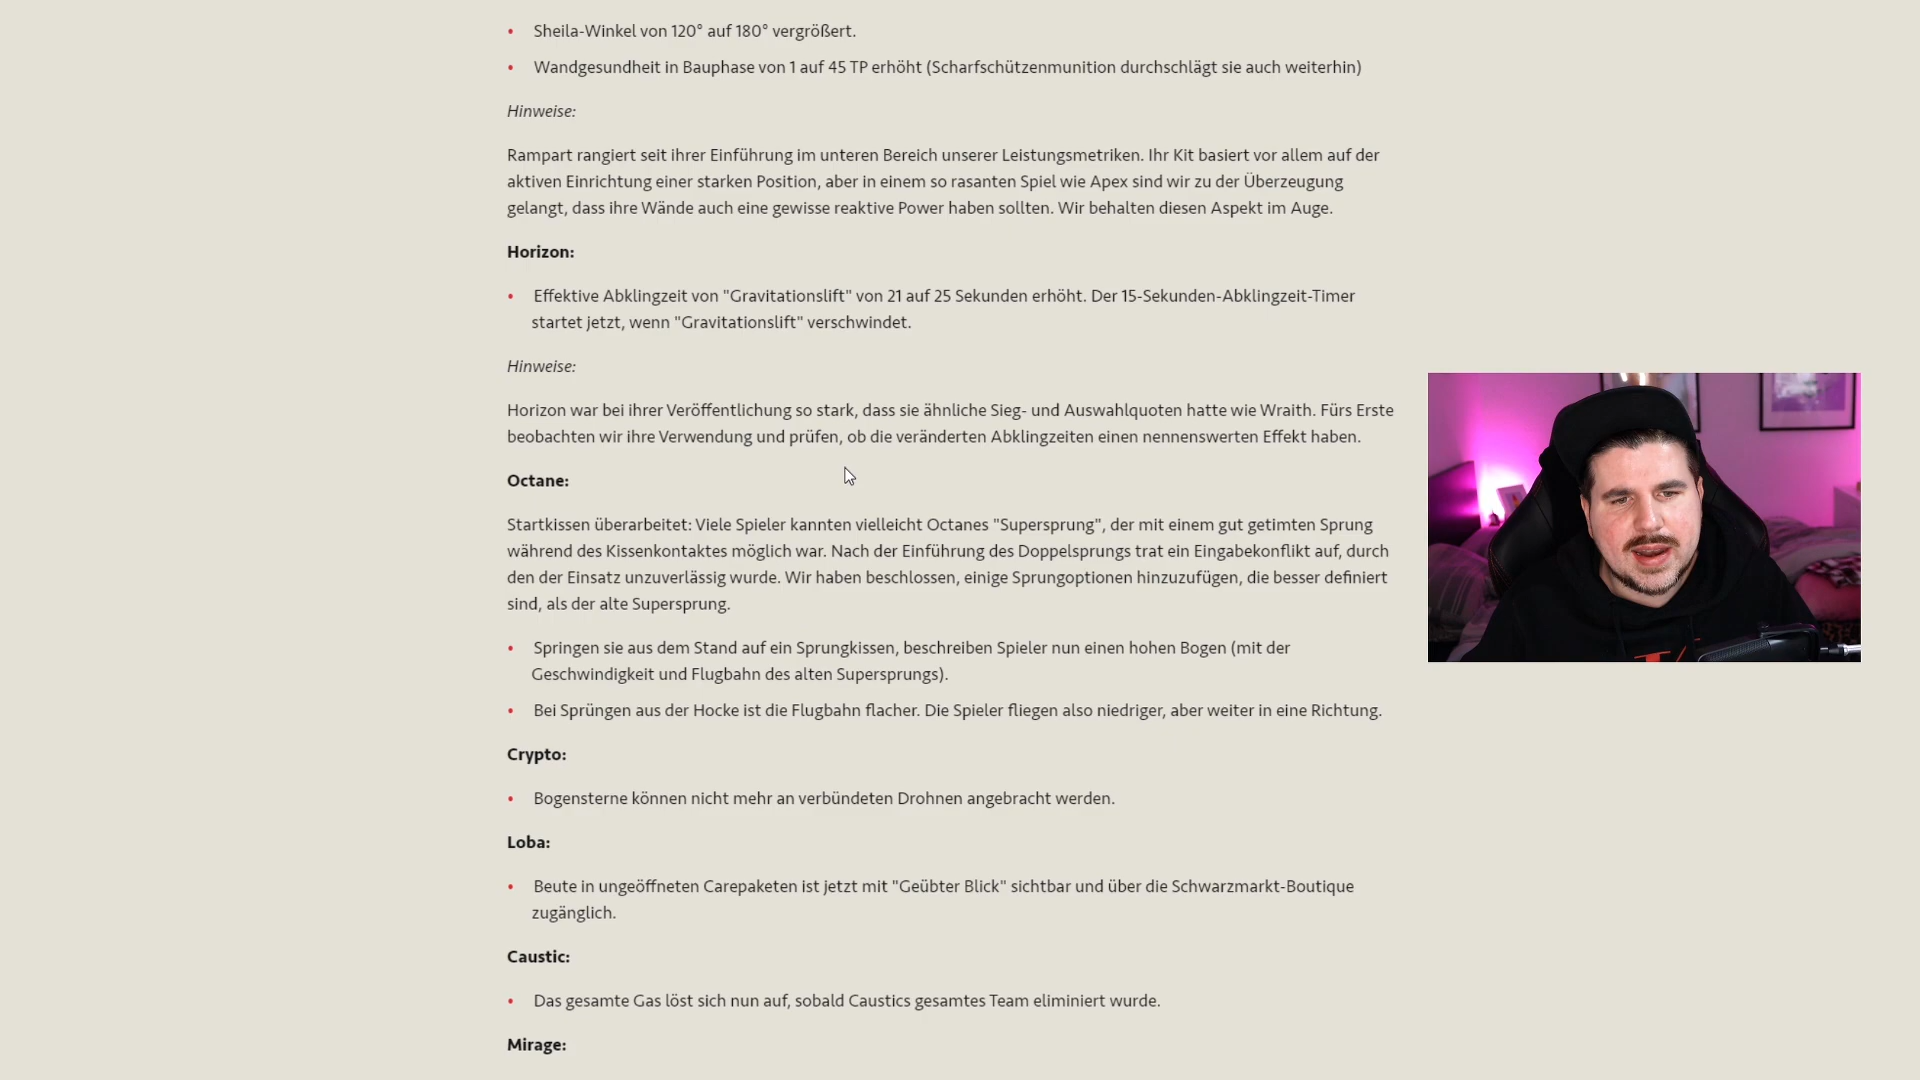 • Sheila-Winkel von 120° auf 180° vergrößert.
• Wandgesundheit in Bauphase von 1 auf 45 TP erhöht (Scharfschützenmunition durchschlägt sie auch weiterhin)
Hinweise:
Rampart rangiert seit ihrer Einführung im unteren Bereich unserer Leistungsmetriken. Ihr Kit basiert vor allem auf der
aktiven Einrichtung einer starken Position, aber in einem so rasanten Spiel wie Apex sind wir zu der Überzeugung
gelangt, dass ihre Wände auch eine gewisse reaktive Power haben sollten. Wir behalten diesen Aspekt im Auge.
Horizon:
• Effektive Abklingzeit von "Gravitationslift" von 21 auf 25 Sekunden erhöht. Der 15-Sekunden-Abklingzeit-Timer
startet jetzt, wenn "Gravitationslift" verschwindet.
Hinweise:
Horizon war bei ihrer Veröffentlichung so stark, dass sie ähnliche Sieg- und Auswahlquoten hatte wie Wraith. Fürs Erste
beobachten wir ihre Verwendung und prüfen, ob die veränderten Abklingzeiten einen nennenswerten Effekt haben.
Octane:
Startkissen überarbeitet: Viele Spieler kannten vielleicht Octanes "Supersprung", der mit einem gut getimten Sprung
während des Kissenkontaktes möglich war. Nach der Einführung des Doppelsprungs trat ein Eingabekonflikt auf, durch
den der Einsatz unzuverlässig wurde. Wir haben beschlossen, einige Sprungoptionen hinzuzufügen, die besser definiert
sind, als der alte Supersprung.
• Springen sie aus dem Stand auf ein Sprungkissen, beschreiben Spieler nun einen hohen Bogen (mit der
Geschwindigkeit und Flugbahn des alten Supersprungs).
• Bei Sprüngen aus der Hocke ist die Flugbahn flacher. Die Spieler fliegen also niedriger, aber weiter in eine Richtung.
Crypto:
• Bogensterne können nicht mehr an verbündeten Drohnen angebracht werden.
Loba:
• Beute in ungeöffneten Carepaketen ist jetzt mit "Geübter Blick" sichtbar und über die Schwarzmarkt-Boutique
zugänglich.
Caustic:
• Das gesamte Gas löst sich nun auf, sobald Caustics gesamtes Team eliminiert wurde.
Mirage: